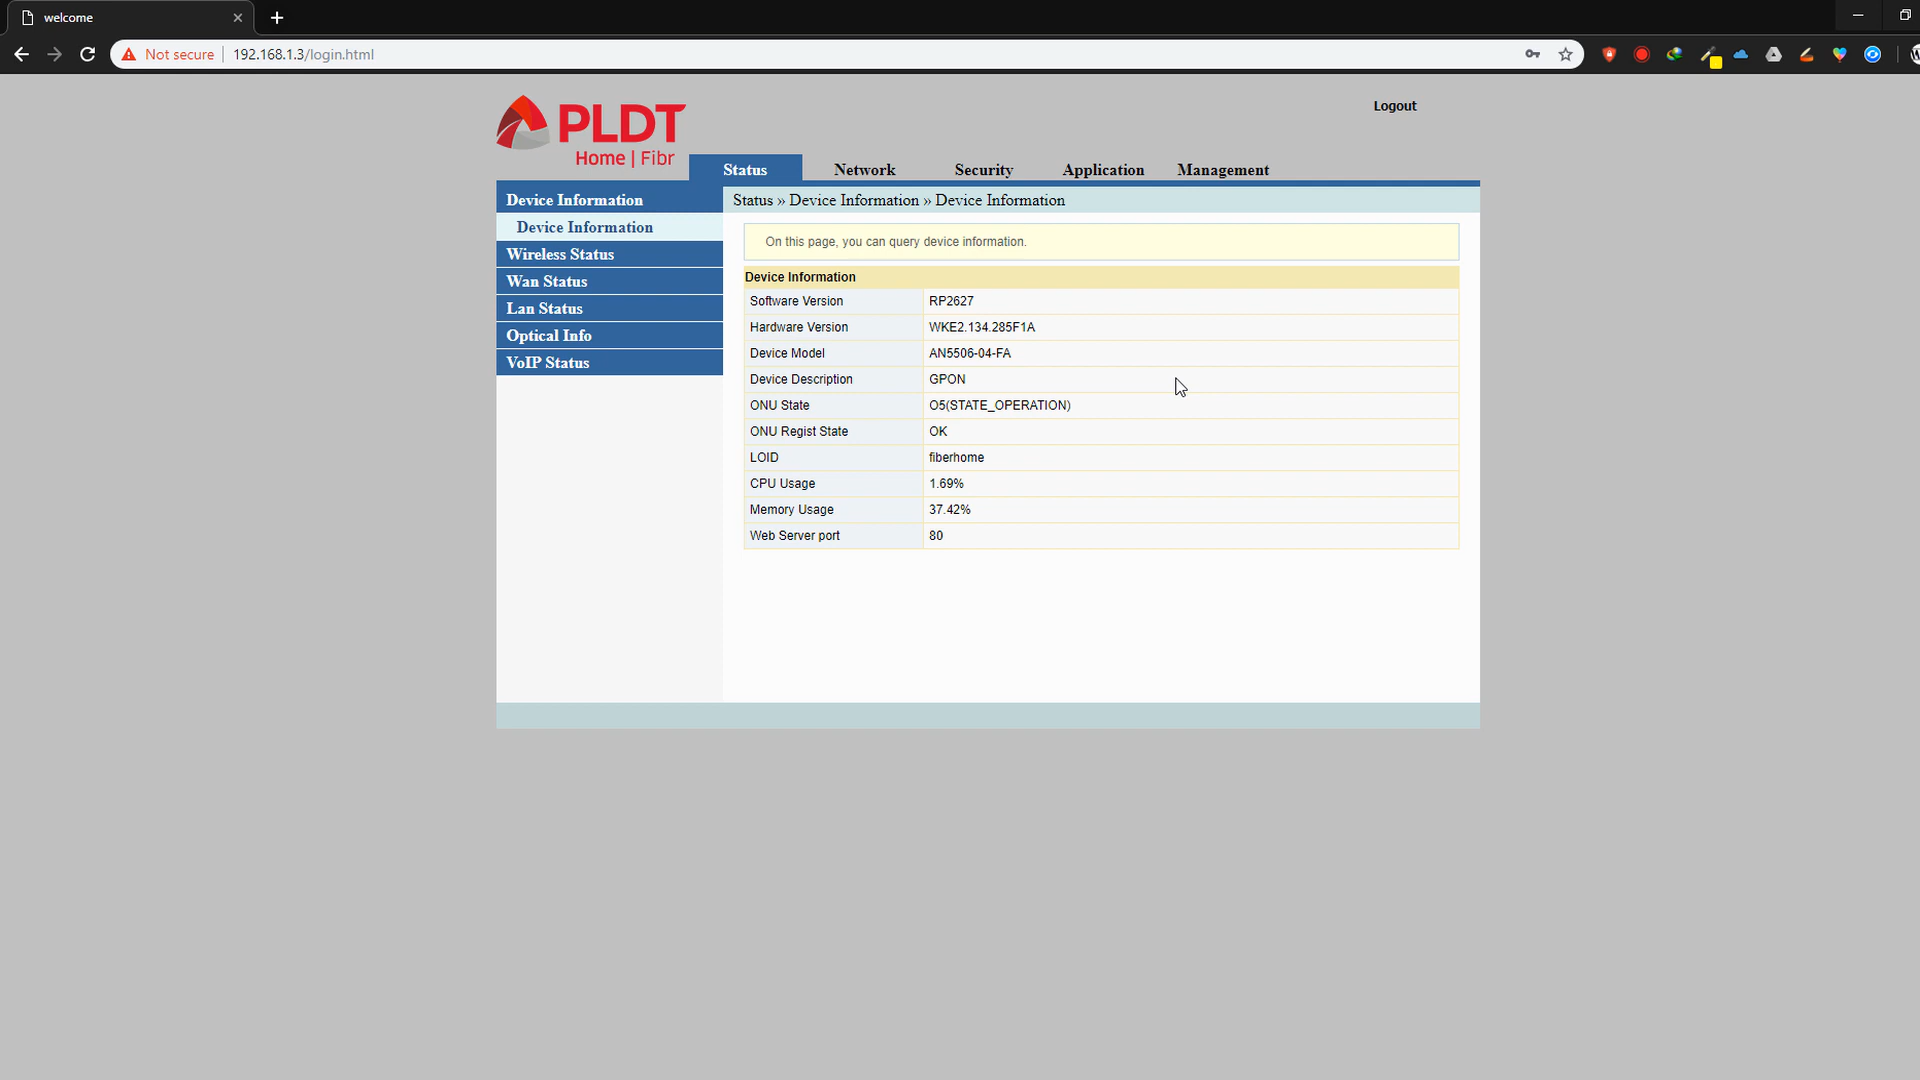 welcome
Not secure 192.168.1.3/login.html
PLDT
Home | Fibr
Logout
Status Network Security Application Management
Device Information
Device Information
Wireless Status
Wan Status
Lan Status
Optical Info
VoIP Status
Status » Device Information » Device Information
On this page, you can query device information.
Device Information
Software Version RP2627
Hardware Version WKE2.134.285F1A
Device Model AN5506-04-FA
Device Description GPON
ONU State O5(STATE_OPERATION)
ONU Regist State OK
LOID fiberhome
CPU Usage 1.69%
Memory Usage 37.42%
Web Server port 80